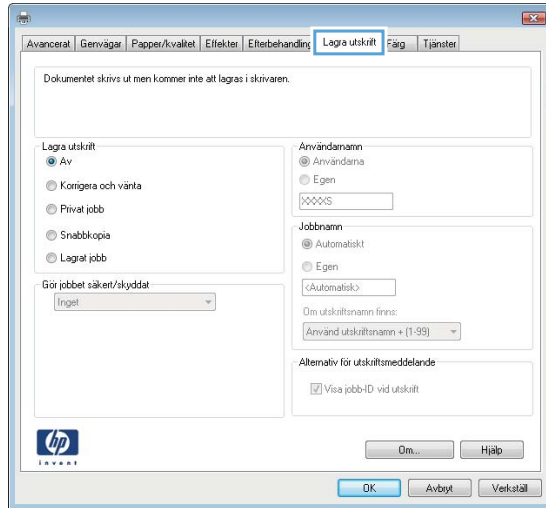 Avancerat Genvägar Papper/kvalitet Effekter Efterbehandling Lagra utskrift Färg Tjänster
Dokumentet skrivs ut men kommer inte att lagras i skrivaren.
Lagra utskrift
Av
Korrigera och vänta
Privat jobb
Snabbkopia
Lagrat jobb
Gör jobbet säkert/skyddat
Inget
Användarnamn
Användarna
Egen
XXXXS
Jobbnamn
Automatiskt
Egen
<Automatisk>
Om utskriftsnamn finns:
Använd utskriftsnamn + (1-99)
Alternativ för utskriftsmeddelande
Visa jobb-ID vid utskrift
hp
invent
Om... Hjälp
OK Avbryt Verkställ